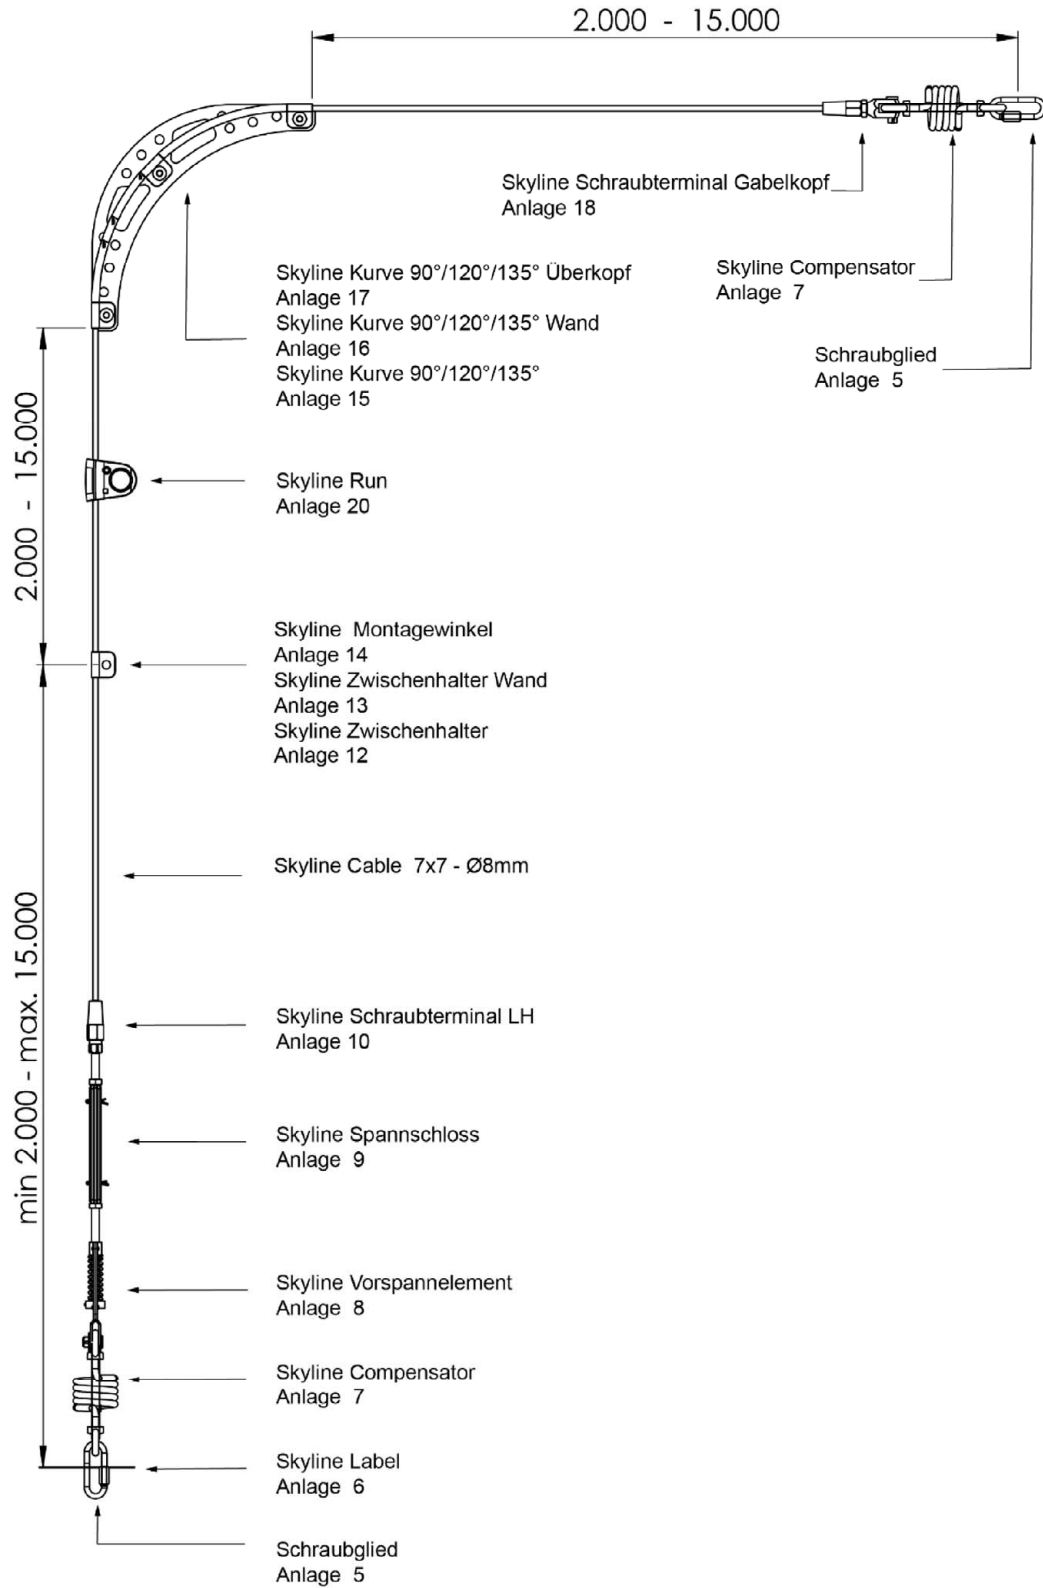 2.000 - 15.000
Skyline Schraubterminal Gabelkopf
Anlage 18
Skyline Kurve 90°/120°/135° Überkopf
Anlage 17
Skyline Kurve 90°/120°/135° Wand
Anlage 16
Skyline Kurve 90°/120°/135°
Anlage 15
Skyline Compensator
Anlage 7
Schraubglied
Anlage 5
2.000 - 15.000
Skyline Run
Anlage 20
Skyline Montagewinkel
Anlage 14
Skyline Zwischenhalter Wand
Anlage 13
Skyline Zwischenhalter
Anlage 12
Skyline Cable 7x7 - Ø8mm
min 2.000 - max. 15.000
Skyline Schraubterminal LH
Anlage 10
Skyline Spannschloss
Anlage 9
Skyline Vorspannelement
Anlage 8
Skyline Compensator
Anlage 7
Skyline Label
Anlage 6
Schraubglied
Anlage 5